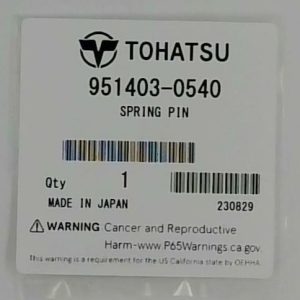 TOHATSU
951403-0540
SPRING PIN
Qty 1
MADE IN JAPAN 230829
⚠ WARNING Cancer and Reproductive
Harm-www.P65Warnings.ca.gov.
This warning is a requirement for the US California state by OEHHA.